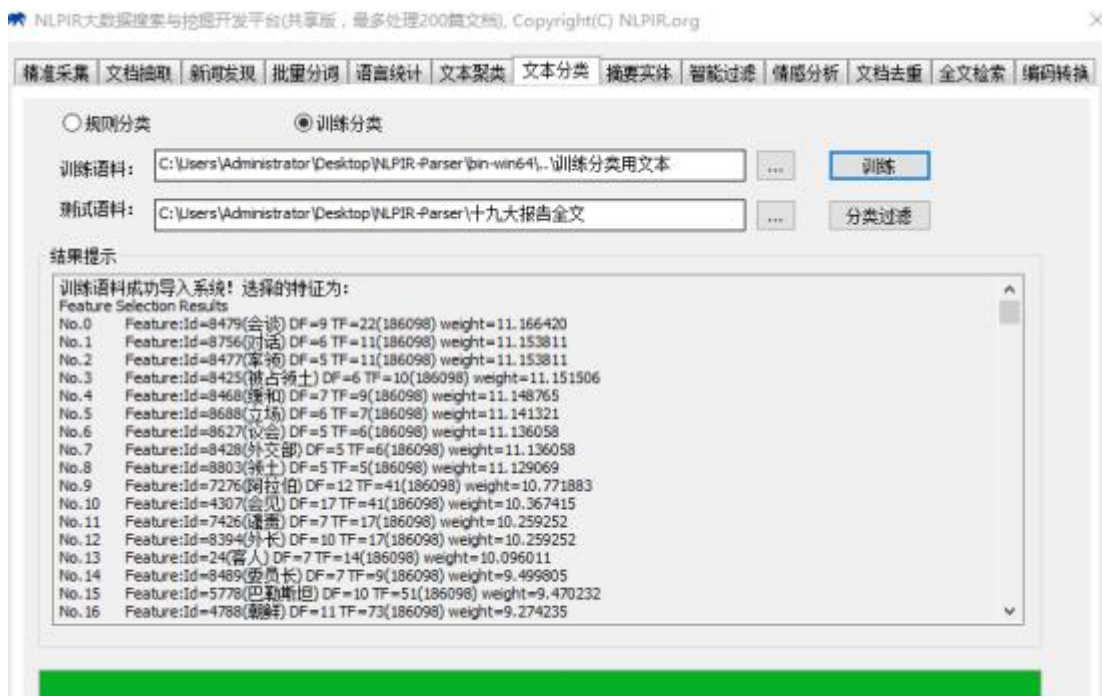 NLPIR大数据搜索与挖掘开发平台(共享版，最多处理200篇文档), Copyright(C) NLPIR.org
精准采集 文档抽取 新闻发现 批量分词 语言统计 文本聚类 文本分类 摘要实体 智能过滤 情感分析 文档去重 全文检索 编码转换
规则分类 训练分类
训练语料： C:\Users\Administrator\Desktop\NLPIR-Parser\bin-win64\..\训练分类用文本 ... 训练
测试语料： C:\Users\Administrator\Desktop\NLPIR-Parser\十九大报告全文 ... 分类过滤
结果提示
训练语料成功导入系统！选择的特征为：
Feature Selection Results
No.0 Feature:Id=8479(会谈) DF=9 TF=22(186098) weight=11.166420
No.1 Feature:Id=8756(对话) DF=6 TF=11(186098) weight=11.153811
No.2 Feature:Id=8477(率领) DF=5 TF=11(186098) weight=11.153811
No.3 Feature:Id=8425(被占领土) DF=6 TF=10(186098) weight=11.151506
No.4 Feature:Id=8468(缓和) DF=7 TF=9(186098) weight=11.148765
No.5 Feature:Id=8688(立场) DF=6 TF=7(186098) weight=11.141321
No.6 Feature:Id=8627(议会) DF=5 TF=6(186098) weight=11.136058
No.7 Feature:Id=8428(外交部) DF=5 TF=6(186098) weight=11.136058
No.8 Feature:Id=8803(领土) DF=5 TF=5(186098) weight=11.129069
No.9 Feature:Id=7276(阿拉伯) DF=12 TF=41(186098) weight=10.771883
No.10 Feature:Id=4307(会见) DF=17 TF=41(186098) weight=10.367415
No.11 Feature:Id=7426(谴责) DF=7 TF=17(186098) weight=10.259252
No.12 Feature:Id=8394(外长) DF=10 TF=17(186098) weight=10.259252
No.13 Feature:Id=24(客人) DF=7 TF=14(186098) weight=10.096011
No.14 Feature:Id=8489(委员长) DF=7 TF=9(186098) weight=9.499805
No.15 Feature:Id=5778(巴勒斯坦) DF=10 TF=51(186098) weight=9.470232
No.16 Feature:Id=4788(朝鲜) DF=11 TF=73(186098) weight=9.274235